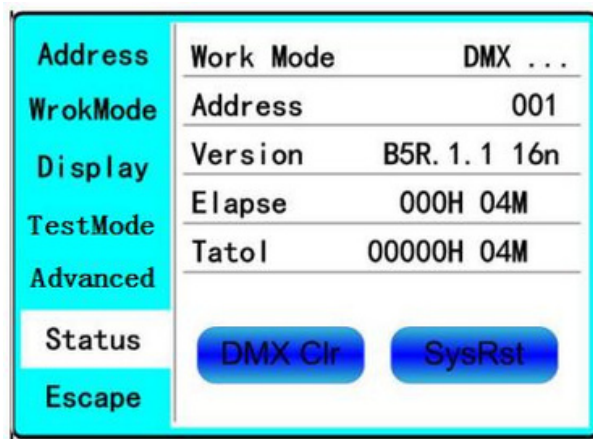 Address
WrokMode
Display
TestMode
Advanced
Status
Escape
Work Mode DMX ...
Address 001
Version B5R.1.1 16n
Elapse 000H 04M
Tatol 00000H 04M
DMX Clr SysRst